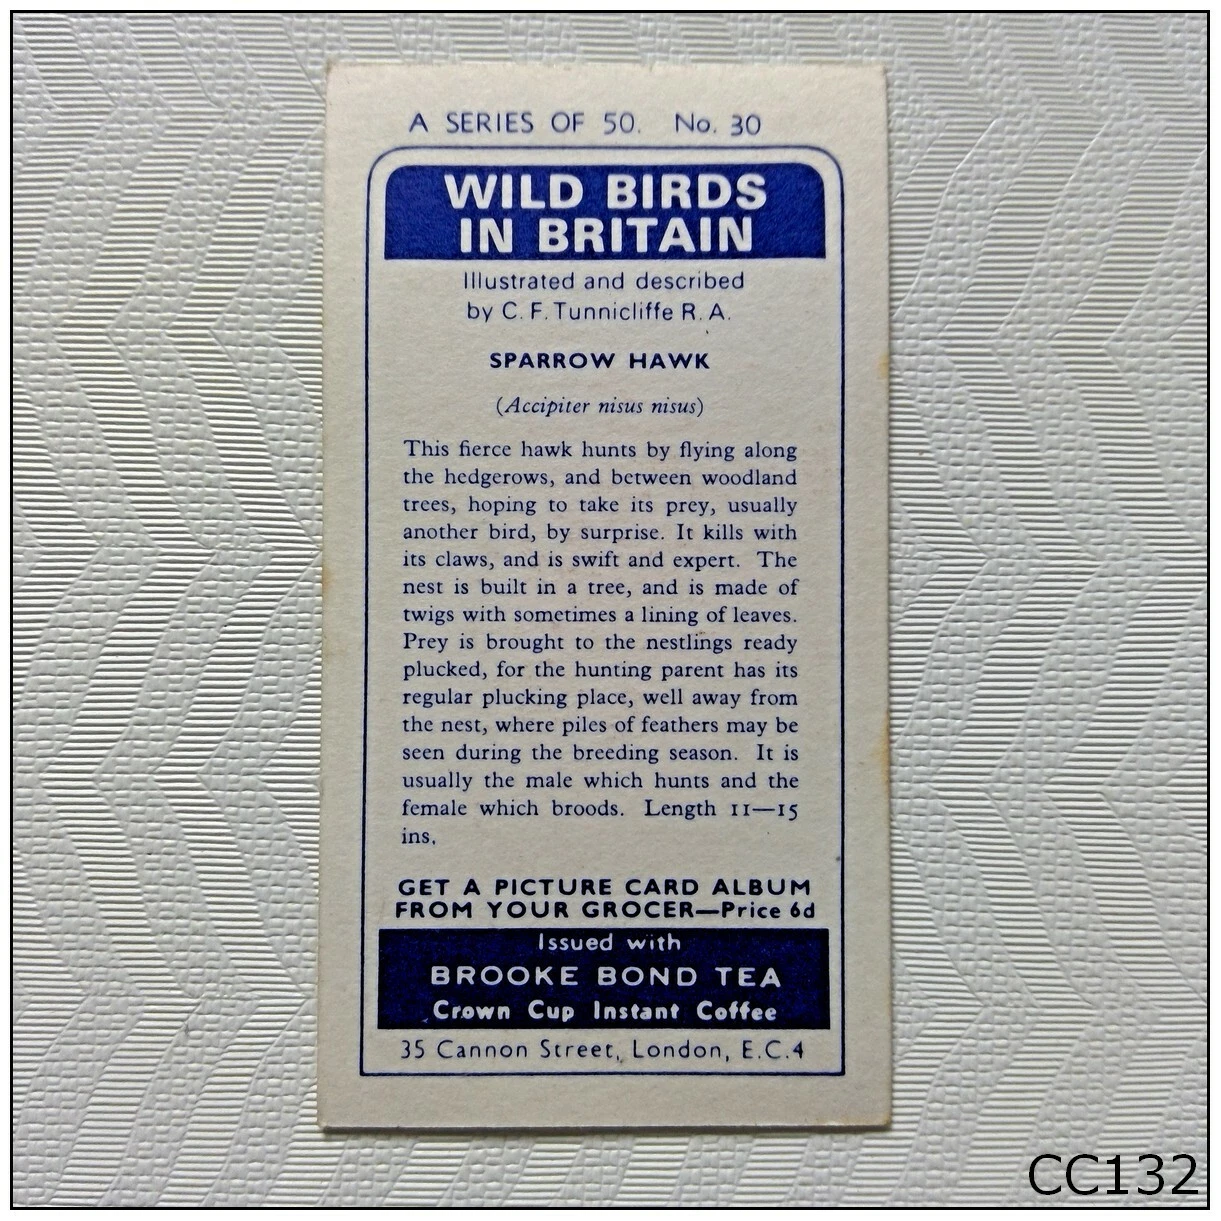 A SERIES OF 50. No. 30
WILD BIRDS
IN BRITAIN
Illustrated and described
by C. F. Tunnicliffe R. A.
SPARROW HAWK
(Accipiter nisus nisus)
This fierce hawk hunts by flying along
the hedgerows, and between woodland
trees, hoping to take its prey, usually
another bird, by surprise. It kills with
its claws, and is swift and expert. The
nest is built in a tree, and is made of
twigs with sometimes a lining of leaves.
Prey is brought to the nestlings ready
plucked, for the hunting parent has its
regular plucking place, well away from
the nest, where piles of feathers may be
seen during the breeding season. It is
usually the male which hunts and the
female which broods. Length 11—15
ins.
GET A PICTURE CARD ALBUM
FROM YOUR GROCER—Price 6d
Issued with
BROOKE BOND TEA
Crown Cup Instant Coffee
35 Cannon Street, London, E.C.4
CC132